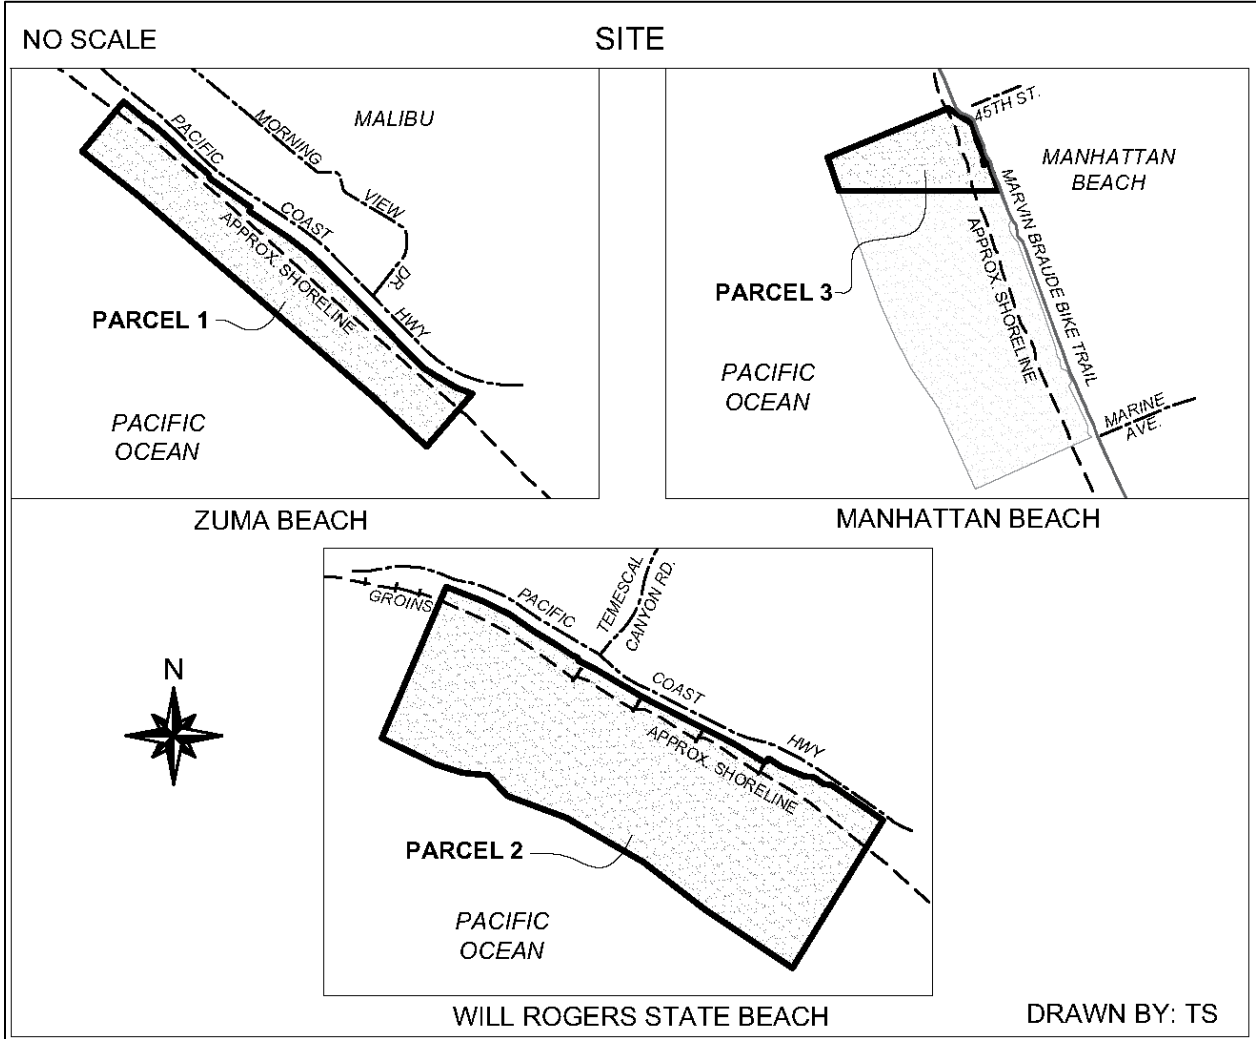 NO SCALE
SITE
MALIBU
MORNING
VIEW
DR.
PACIFIC
COAST
HWY
APPROX. SHORELINE
PARCEL 1
PACIFIC
OCEAN
ZUMA BEACH
45TH ST.
MANHATTAN
BEACH
MARVIN BRAUDE BIKE TRAIL
APPROX. SHORELINE
PARCEL 3
PACIFIC
OCEAN
MARINE
AVE.
MANHATTAN BEACH
GROINS
PACIFIC
COAST
HWY
TEMESCAL
CANYON RD.
APPROX. SHORELINE
PARCEL 2
PACIFIC
OCEAN
WILL ROGERS STATE BEACH
N
DRAWN BY: TS